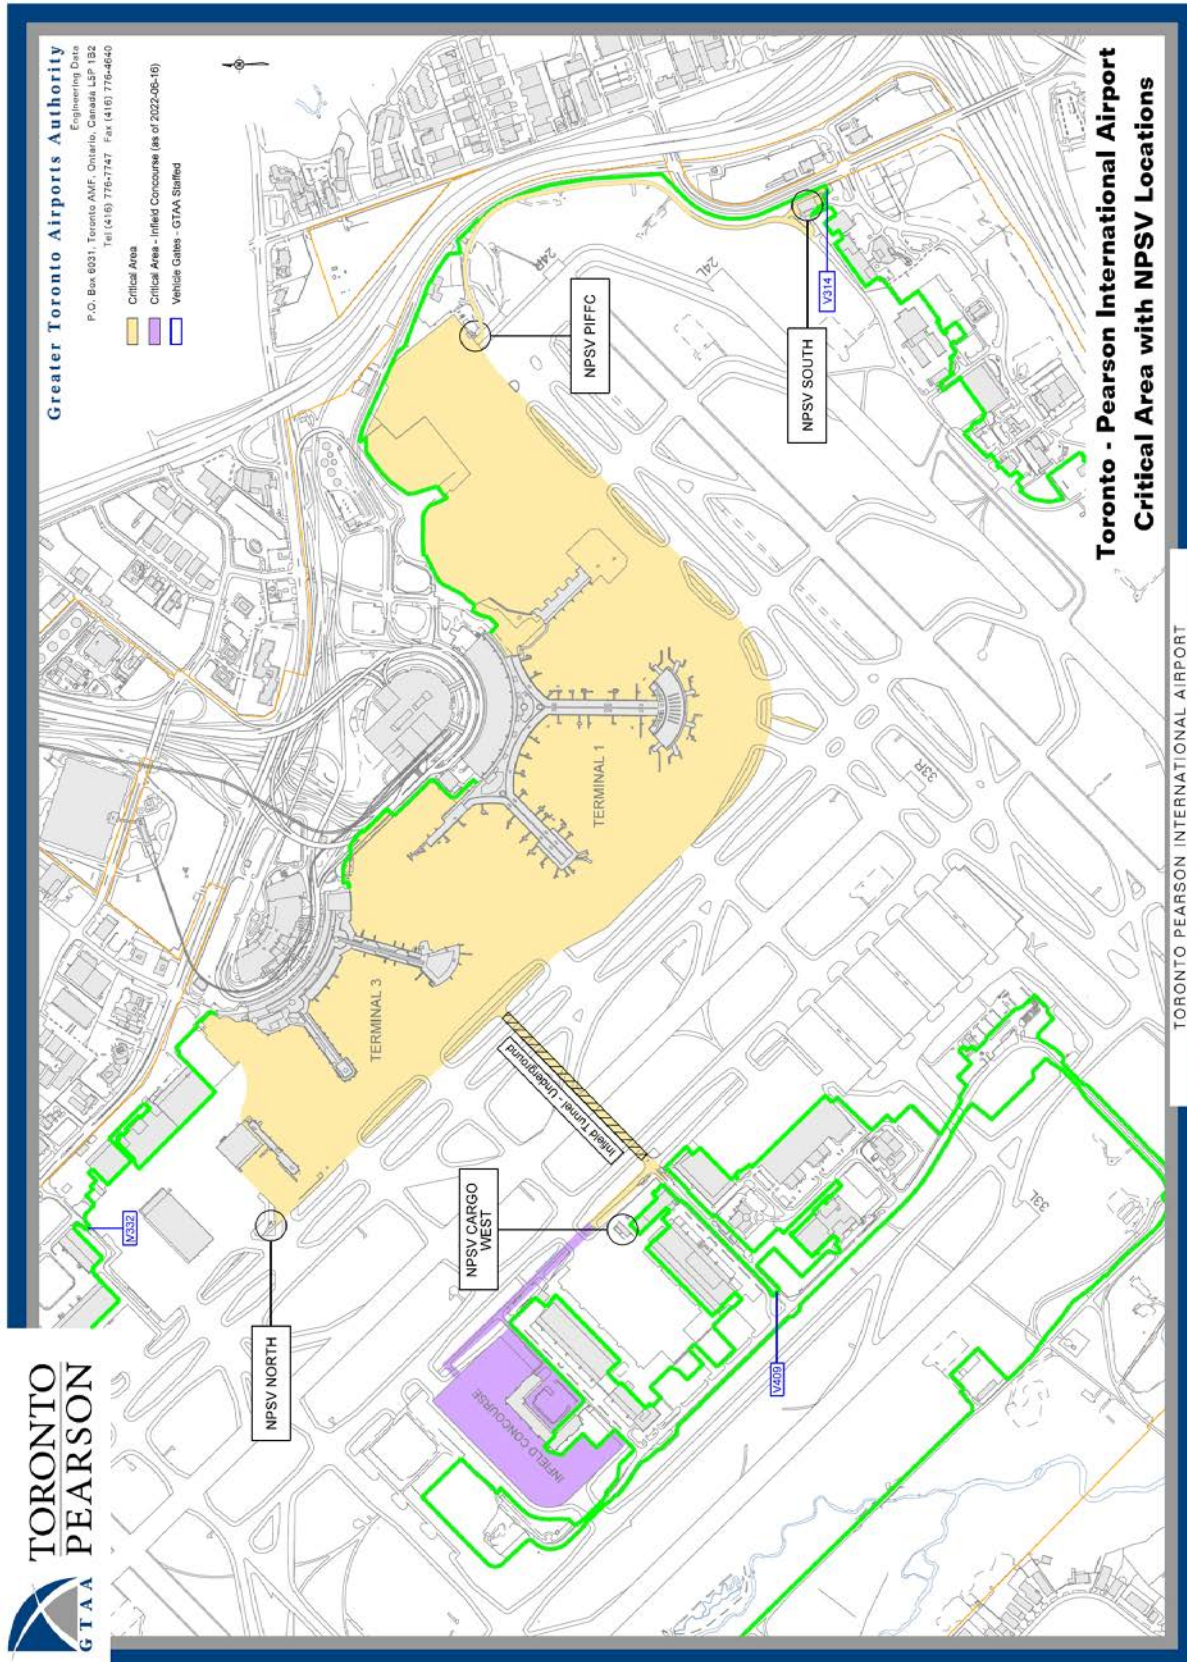 GTAA
TORONTO
PEARSON
Greater Toronto Airports Authority
Engineering Data
P.O. Box 6031, Toronto AMF, Ontario, Canada L5P 1B2
Tel (416) 776-7747 Fax (416) 776-4640
Critical Area
Critical Area - Infield Concourse (as of 2022-06-16)
Vehicle Gates - GTAA Staffed
V332
NPSV NORTH
TERMINAL 3
TERMINAL 1
NPSV PIFFC
24R
24L
NPSV SOUTH
V314
Infield Tunnel - Underground
NPSV CARGO
WEST
INFIELD CONCOURSE
V409
33R
33L
Toronto - Pearson International Airport
Critical Area with NPSV Locations
TORONTO PEARSON INTERNATIONAL AIRPORT